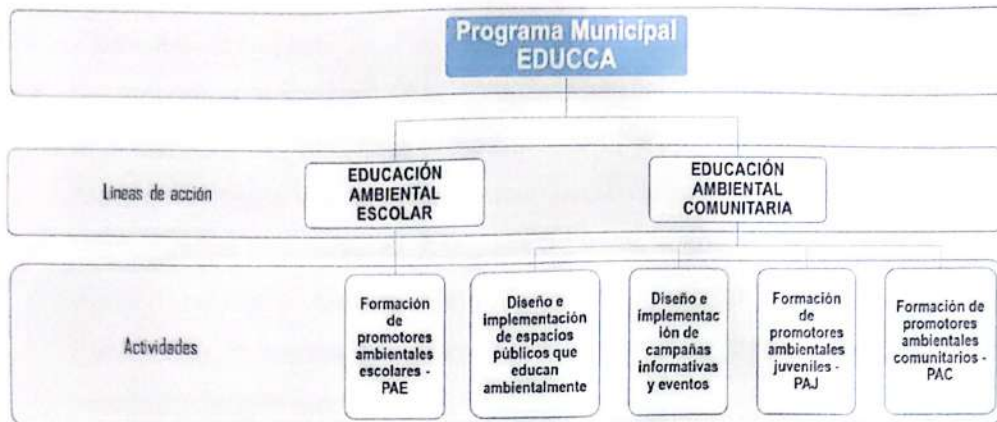 Programa Municipal
EDUCCA
Líneas de acción
EDUCACIÓN
AMBIENTAL
ESCOLAR
EDUCACIÓN
AMBIENTAL
COMUNITARIA
Actividades
Formación
de
promotores
ambientales
escolares -
PAE
Diseño e
implementación
de espacios
públicos que
educan
ambientalmente
Diseño e
implementac
ión de
campañas
informativas
y eventos
Formación
de
promotores
ambientales
juveniles -
PAJ
Formación de
promotores
ambientales
comunitarios -
PAC